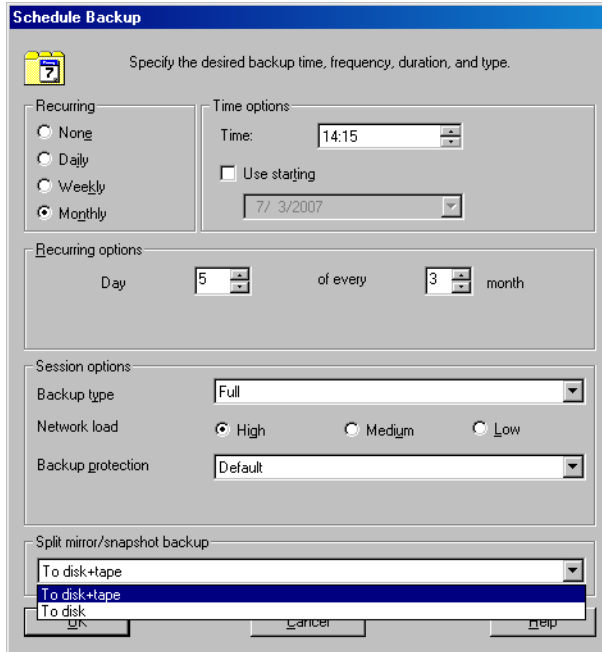 Schedule Backup
Specify the desired backup time, frequency, duration, and type.
7
Recurring
None
Daily
Weekly
Monthly
Time options
Time: 14:15
Use starting
7/ 3/2007
Recurring options
Day 5 of every 3 month
Session options
Backup type Full
Network load High Medium Low
Backup protection Default
Split mirror/snapshot backup
To disk+tape
To disk+tape
To disk
OK Cancel Help